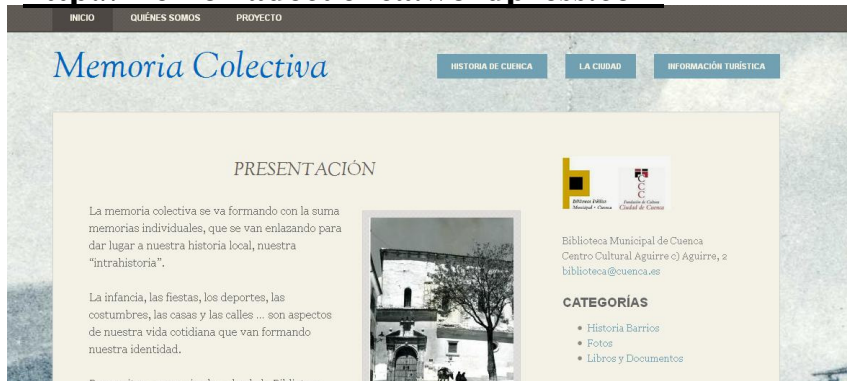 INICIO QUIÉNES SOMOS PROYECTO
Memoria Colectiva
HISTORIA DE CUENCA LA CIUDAD INFORMACIÓN TURÍSTICA
PRESENTACIÓN
La memoria colectiva se va formando con la suma
memorias individuales, que se van enlazando para
dar lugar a nuestra historia local, nuestra
“intrahistoria”.
La infancia, las fiestas, los deportes, las
costumbres, las casas y las calles ... son aspectos
de nuestra vida cotidiana que van formando
nuestra identidad.
Biblioteca Municipal de Cuenca
Centro Cultural Aguirre c) Aguirre, 2
biblioteca@cuenca.es
CATEGORÍAS
Historia Barrios
Fotos
Libros y Documentos